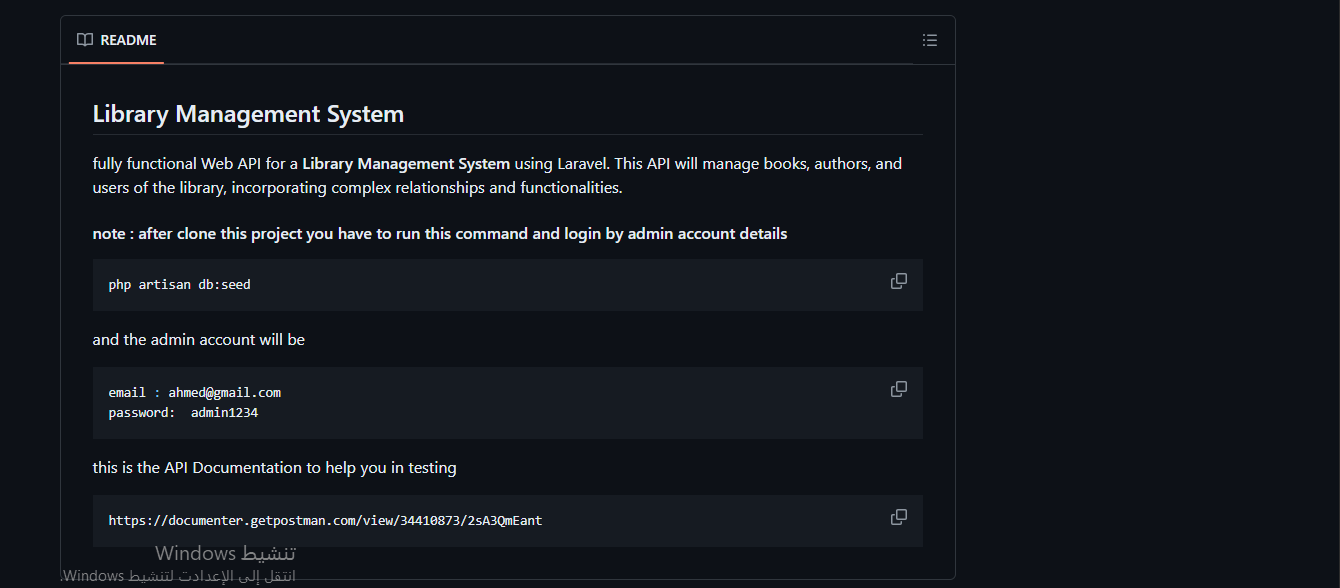 README
Library Management System
fully functional Web API for a Library Management System using Laravel. This API will manage books, authors, and
users of the library, incorporating complex relationships and functionalities.
note : after clone this project you have to run this command and login by admin account details
php artisan db:seed
and the admin account will be
email : ahmed@gmail.com
password:  admin1234
this is the API Documentation to help you in testing
https://documenter.getpostman.com/view/34410873/2sA3QmEant
تنشيط Windows
انتقل إلى الإعدادت لتنشيط Windows.